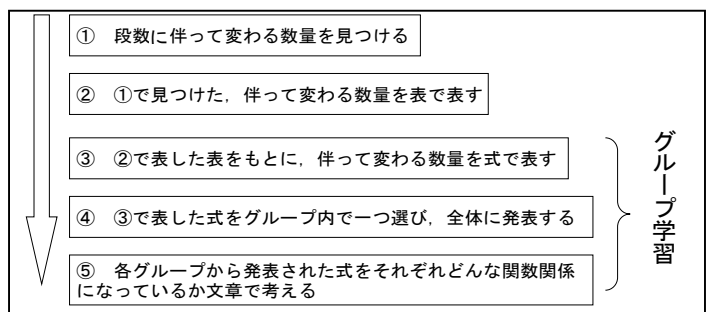 ① 段数に伴って変わる数量を見つける
② ①で見つけた，伴って変わる数量を表で表す
③ ②で表した表をもとに，伴って変わる数量を式で表す
④ ③で表した式をグループ内で一つ選び，全体に発表する
⑤ 各グループから発表された式をそれぞれどんな関数関係
になっているか文章で考える
グループ学習